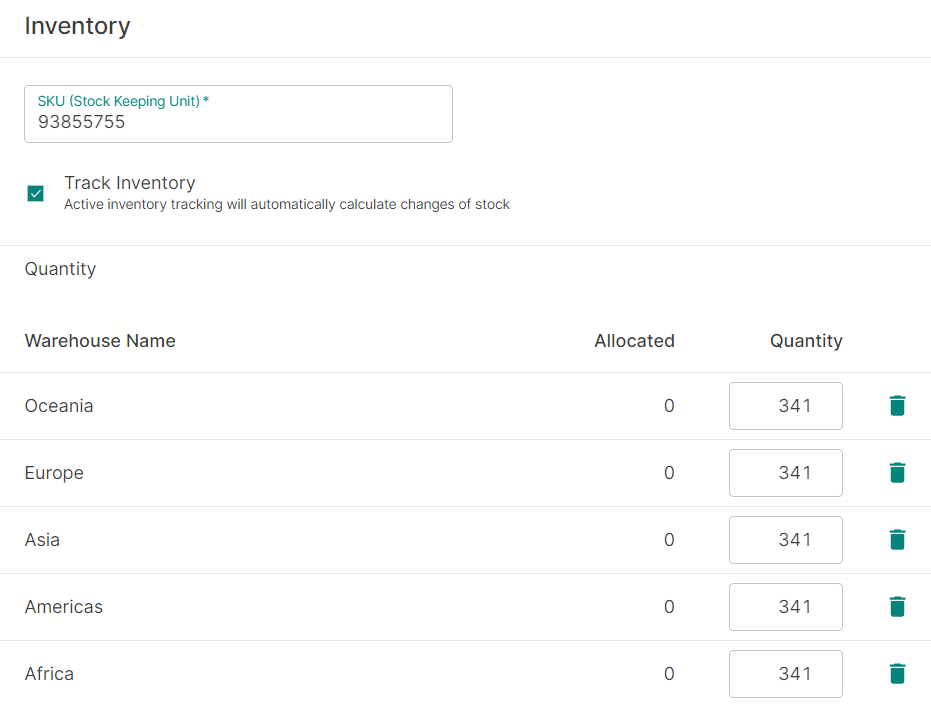 Inventory
SKU (Stock Keeping Unit) *
93855755
Track Inventory
Active inventory tracking will automatically calculate changes of stock
Quantity
Warehouse Name Allocated Quantity
Oceania 0 341
Europe 0 341
Asia 0 341
Americas 0 341
Africa 0 341